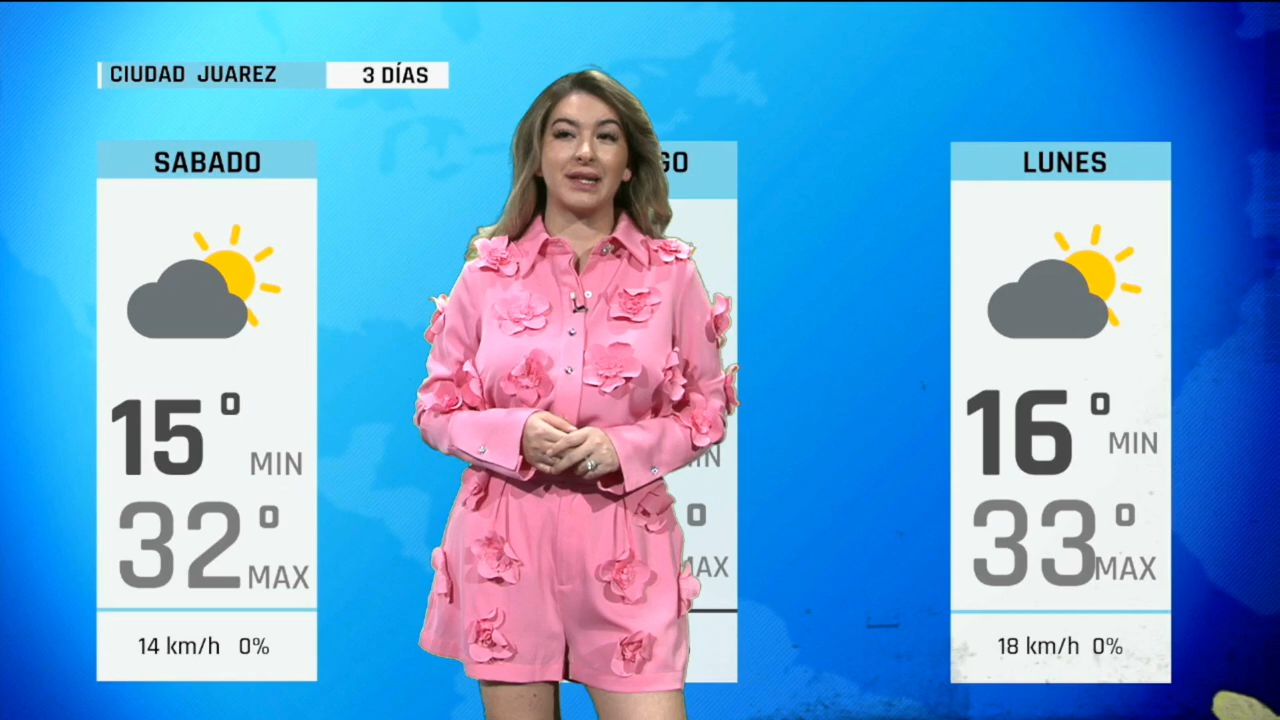 CIUDAD JUAREZ 3 DÍAS
SABADO
15° MIN
32° MAX
14 km/h 0%
GO
MIN
° MAX
LUNES
16° MIN
33° MAX
18 km/h 0%